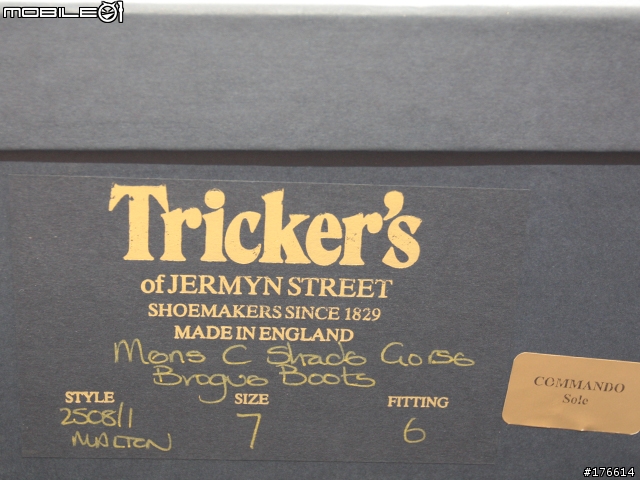 MOBILE01
Tricker's
of JERMYN STREET
SHOEMAKERS SINCE 1829
MADE IN ENGLAND
Mens C Shade Gorse
Brogue Boots
STYLE SIZE FITTING
2508/1 7 6
MALTON
COMMANDO
Sole
#176614